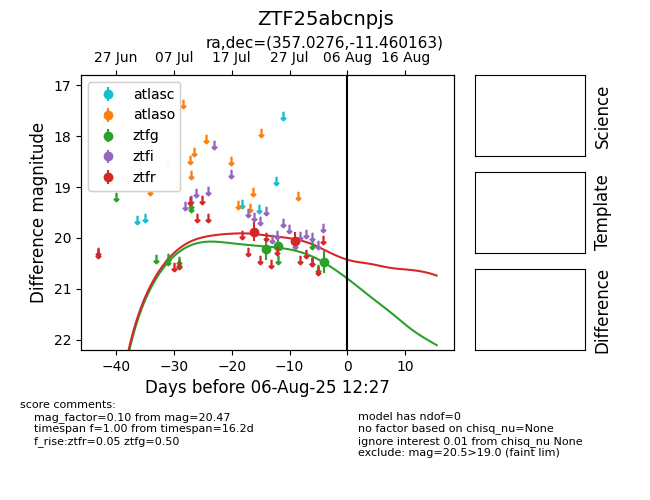 ZTF25abcnpjs
ra,dec=(357.0276,-11.460163)
27 Jun 07 Jul 17 Jul 27 Jul 06 Aug 16 Aug
atlasc
atlaso
ztfg
ztfi
ztfr
17
18
19
20
21
22
Difference magnitude
−40 −30 −20 −10 0 10
Days before 06-Aug-25 12:27
Science
Template
Difference
score comments:
mag_factor=0.10 from mag=20.47
timespan f=1.00 from timespan=16.2d
f_rise:ztfr=0.05 ztfg=0.50
model has ndof=0
no factor based on chisq_nu=None
ignore interest 0.01 from chisq_nu None
exclude: mag=20.5>19.0 (faint lim)